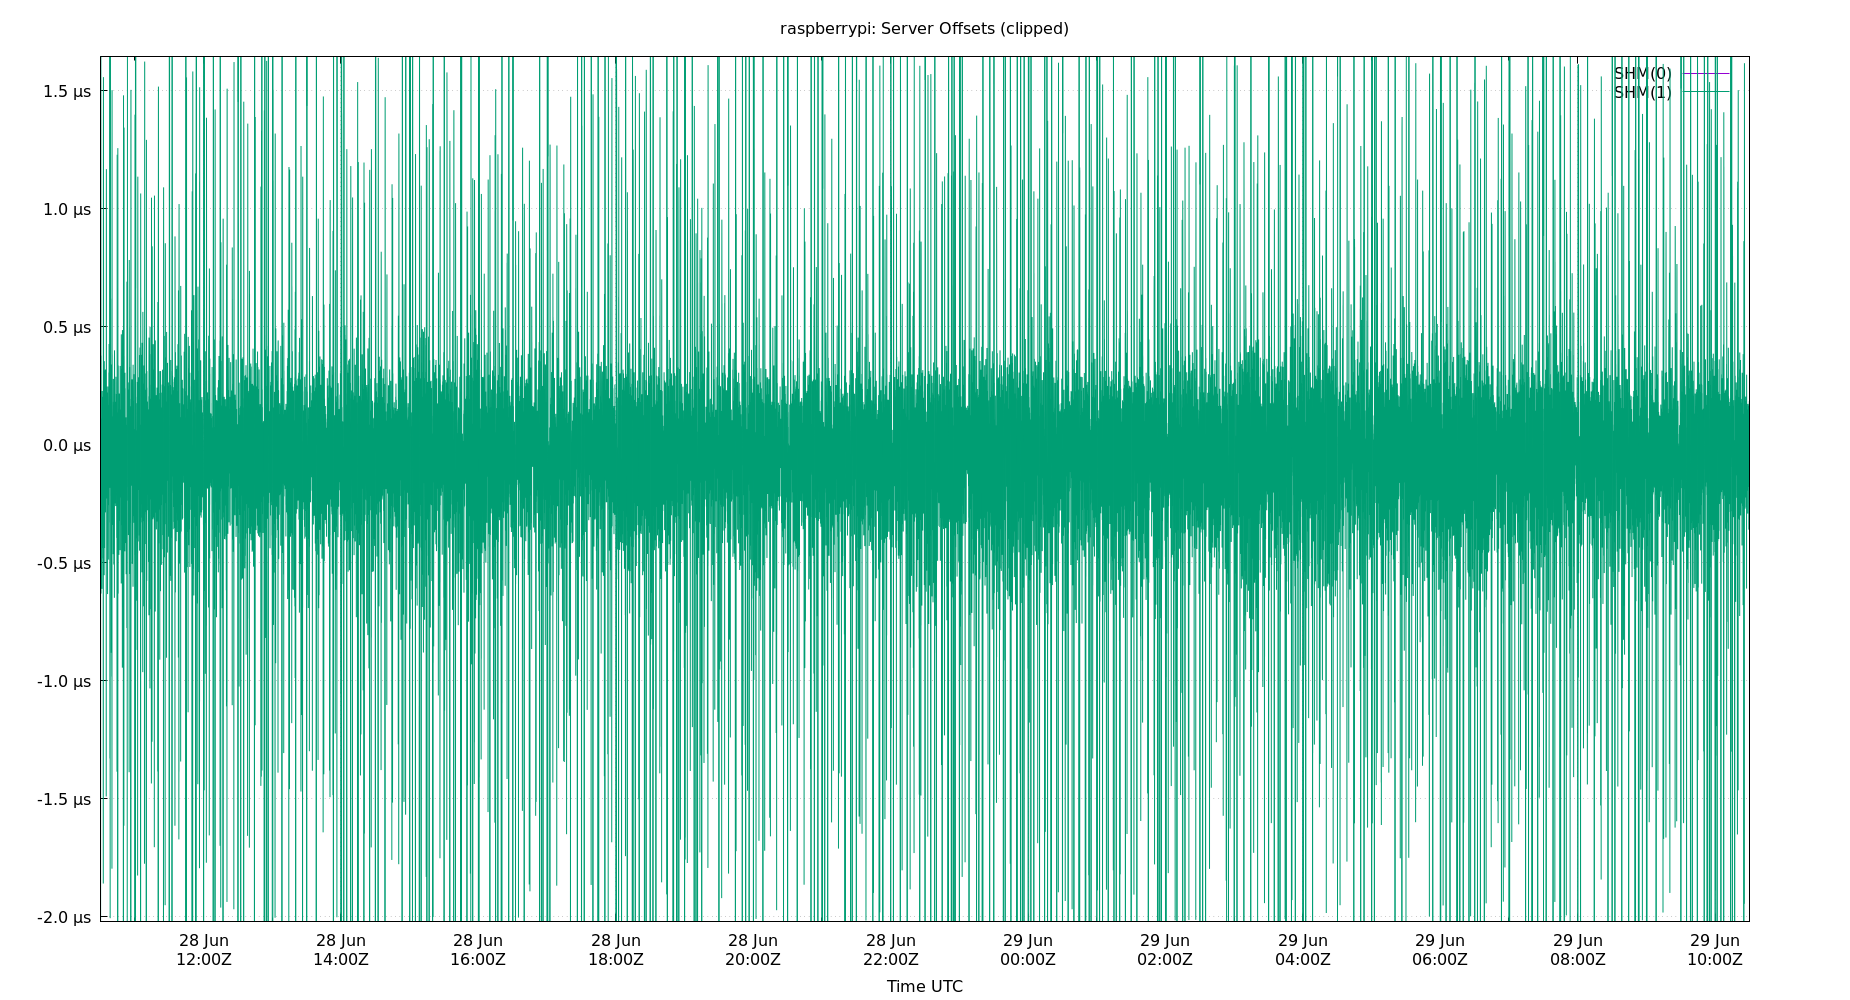 raspberrypi: Server Offsets (clipped)
SHM(0)
SHM(1)
1.5 µs
1.0 µs
0.5 µs
0.0 µs
-0.5 µs
-1.0 µs
-1.5 µs
-2.0 µs
28 Jun 28 Jun 28 Jun 28 Jun 28 Jun 28 Jun 29 Jun 29 Jun 29 Jun 29 Jun 29 Jun 29 Jun
12:00Z 14:00Z 16:00Z 18:00Z 20:00Z 22:00Z 00:00Z 02:00Z 04:00Z 06:00Z 08:00Z 10:00Z
Time UTC